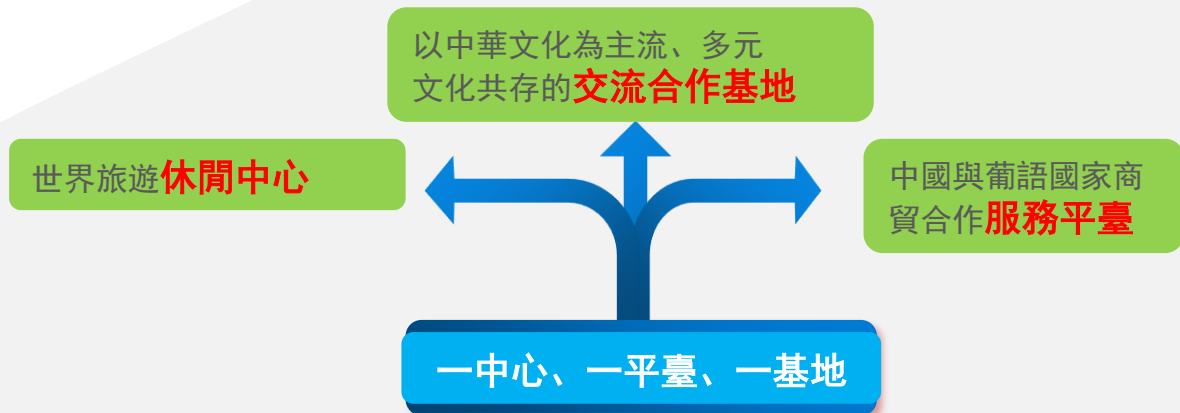 以中華文化為主流、多元
文化共存的交流合作基地
世界旅遊休閒中心
中國與葡語國家商
貿合作服務平臺
一中心、一平臺、一基地